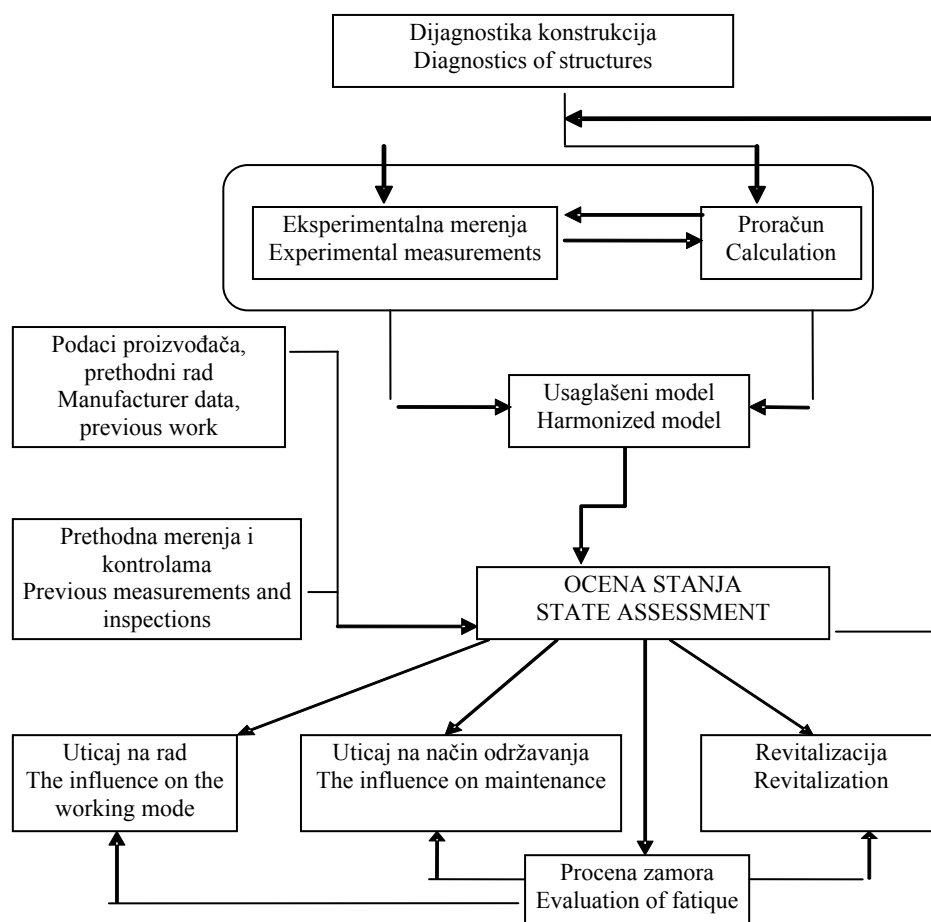 Dijagnostika konstrukcija
Diagnostics of structures
Eksperimentalna merenja
Experimental measurements
Proračun
Calculation
Podaci proizvođača,
prethodni rad
Manufacturer data,
previous work
Usaglašeni model
Harmonized model
Prethodna merenja i
kontrolama
Previous measurements and
inspections
OCENA STANJA
STATE ASSESSMENT
Uticaj na rad
The influence on the
working mode
Uticaj na način održavanja
The influence on maintenance
Revitalizacija
Revitalization
Procena zamora
Evaluation of fatique